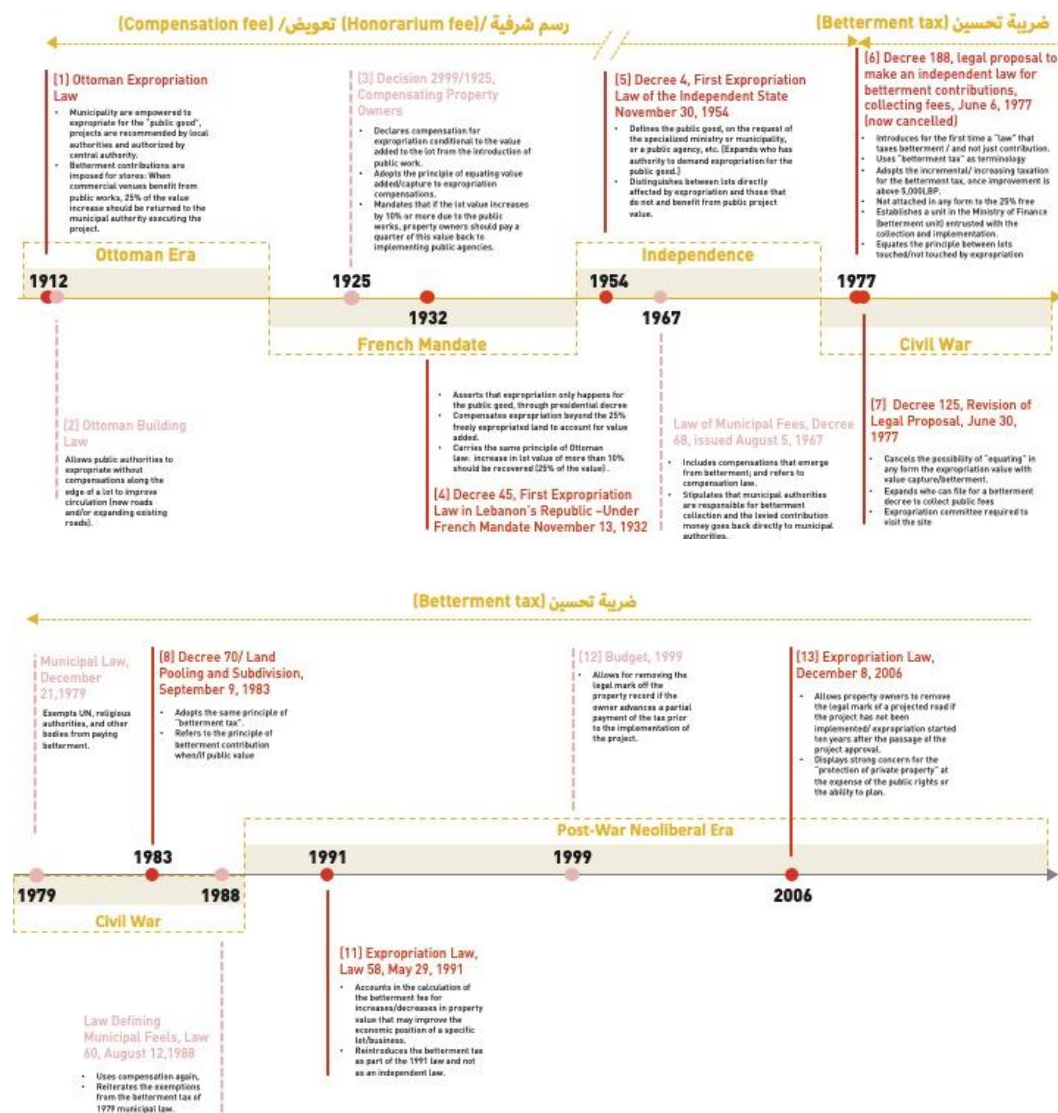 (Compensation fee) تعويض/ (Honorarium fee)/ رسم شرفية
(Betterment tax) ضريبة تحسين
(1) Ottoman Expropriation
Law
• Municipality are empowered to
expropriate for the "public good",
projects are recommended by local
authorities and authorized by
central authority.
• Betterment contributions are
imposed for stores: When
commercial venues benefit from
public works, 25% of the value
increase should be returned to the
municipal authority executing the
project.
(3) Decision 2999/1925,
Compensating Property
Owners
• Declares compensation for
expropriation conditional to the value
added to the lot from the introduction of
public work.
• Adopts the principle of equating value
added/capture to expropriation
compensations.
• Mandates that if the lot value increases
by 10% or more due to the public
works, property owners should pay a
quarter of this value back to
implementing public agencies.
(5) Decree 4, First Expropriation
Law of the Independent State
November 30, 1954
• Defines the public good, on the request of
the specialized ministry or municipality,
or a public agency, etc. [Expands who has
authority to demand expropriation for the
public good.]
• Distinguishes between lots directly
affected by expropriation and those that
do not and benefit from public project
value.
(6) Decree 188, legal proposal to
make an independent law for
betterment contributions,
collecting fees, June 6, 1977
(now cancelled)
• Introduces for the first time a "law" that
taxes betterment / and not just contribution.
• Uses "betterment tax" as terminology
• Adopts the incremental/ increasing taxation
for the betterment tax, once improvement is
above 5,000LBP.
• Not attached in any form to the 25% free
• Establishes a unit in the Ministry of Finance
(betterment unit) entrusted with the
collection and implementation.
• Equates the principle between lots
touched/not touched by expropriation
Ottoman Era
Independence
1912
1925
1954
1977
1932
1967
French Mandate
Civil War
(2) Ottoman Building
Law
Allows public authorities to
expropriate without
compensations along the
edge of a lot to improve
circulation (new roads
and/or expanding existing
roads).
• Asserts that expropriation only happens for
the public good, through presidential decree
• Compensates expropriation beyond the 25%
freely expropriated land to account for value
added.
• Carries the same principle of Ottoman
law: increase in lot value of more than 10%
should be recovered (25% of the value).
(4) Decree 45, First Expropriation
Law in Lebanon's Republic –Under
French Mandate November 13, 1932
Law of Municipal Fees, Decree
68, issued August 5, 1967
• Includes compensations that emerge
from betterment; and refers to
compensation law.
• Stipulates that municipal authorities
are responsible for betterment
collection and the levied contribution
money goes back directly to municipal
authorities.
(7) Decree 125, Revision of
Legal Proposal, June 30,
1977
• Cancels the possibility of "equating" in
any form the expropriation value with
value capture/betterment.
• Expands who can file for a betterment
decree to collect public fees
• Expropriation committee required to
visit the site
(Betterment tax) ضريبة تحسين
Municipal Law,
December
21,1979
Exempts UN, religious
authorities, and other
bodies from paying
betterment.
(8) Decree 70/ Land
Pooling and Subdivision,
September 9, 1983
• Adopts the same principle of
"betterment tax".
• Refers to the principle of
betterment contribution
when/if public value
(12) Budget, 1999
• Allows for removing the
legal mark off the
property record if the
owner advances a partial
payment of the tax prior
to the implementation of
the project.
(13) Expropriation Law,
December 8, 2006
• Allows property owners to remove
the legal mark of a projected road if
the project has not been
implemented/ expropriation started
ten years after the passage of the
project approval.
• Displays strong concern for the
"protection of private property" at
the expense of the public rights or
the ability to plan.
Post-War Neoliberal Era
1983
1991
1999
1979
1988
2006
Civil War
(11) Expropriation Law,
Law 58, May 29, 1991
• Accounts in the calculation of
the betterment fee for
increases/decreases in property
value that may improve the
economic position of a specific
lot/business.
• Reintroduces the betterment tax
as part of the 1991 law and not
as an independent law.
Law Defining
Municipal Feels, Law
60, August 12,1988
• Uses compensation again,
• Reiterates the exemptions
from the betterment tax of
1979 municipal law.